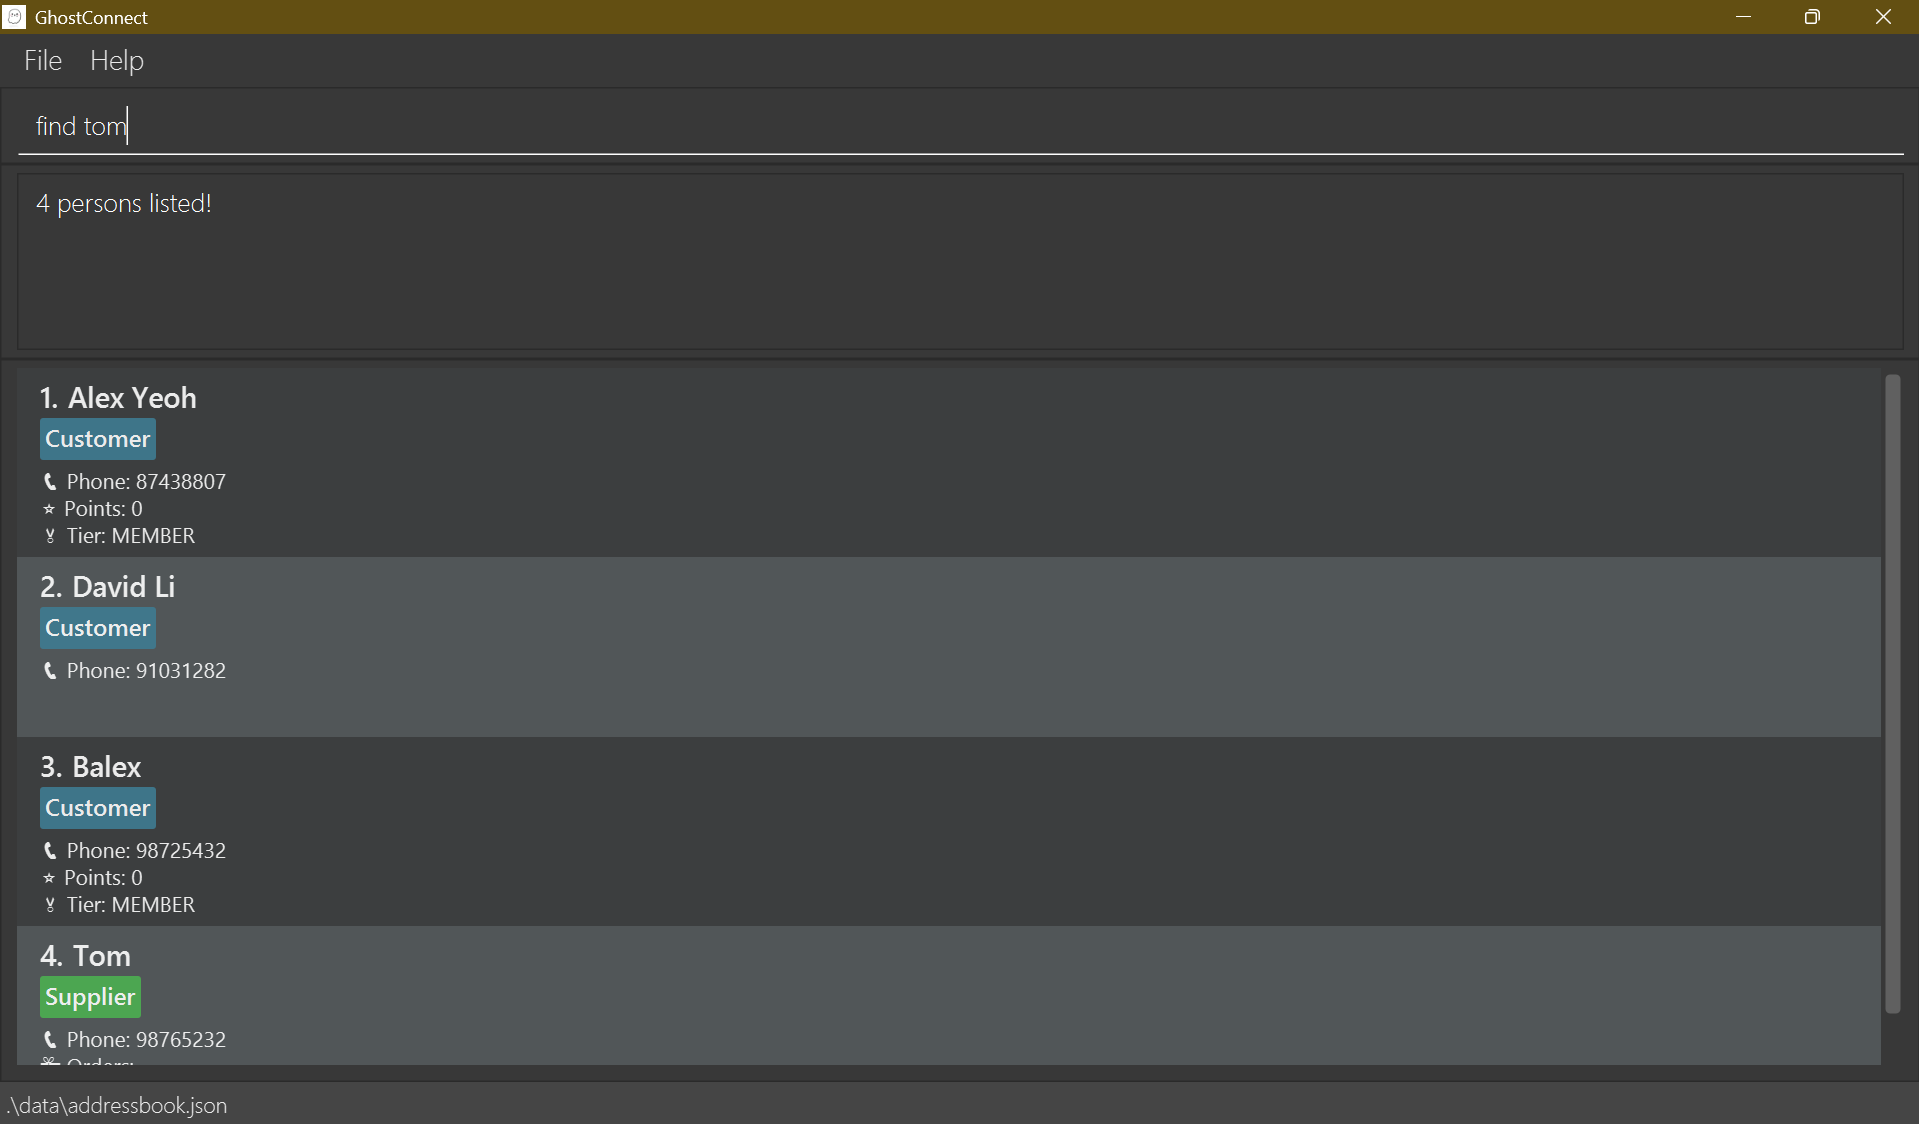 GhostConnect
File Help
find tom
4 persons listed!
1. Alex Yeoh
Customer
Phone: 87438807
Points: 0
Tier: MEMBER
2. David Li
Customer
Phone: 91031282
3. Balex
Customer
Phone: 98725432
Points: 0
Tier: MEMBER
4. Tom
Supplier
Phone: 98765232
Orders:
.\data\addressbook.json